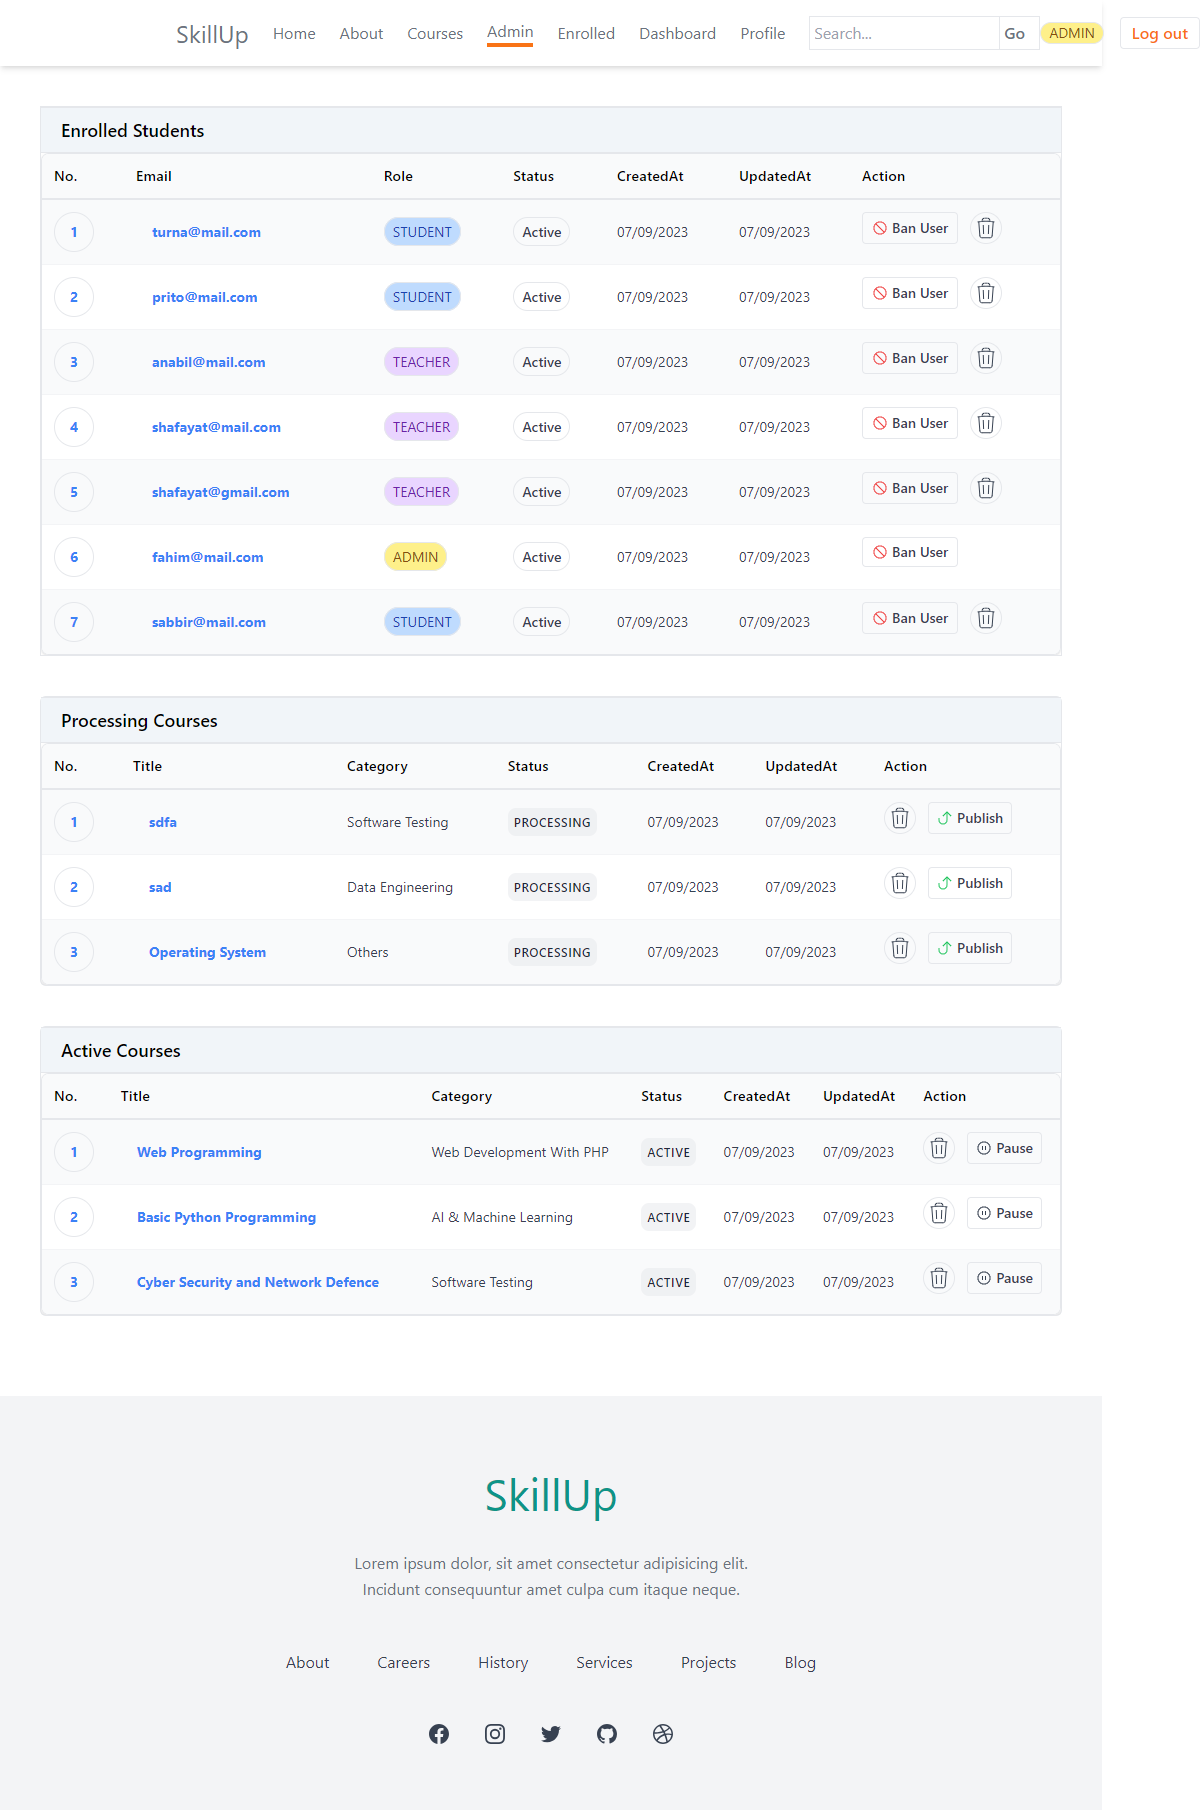 SkillUp Home About Courses Admin Enrolled Dashboard Profile Search... Go ADMIN Log out
Enrolled Students
No. Email Role Status CreatedAt UpdatedAt Action
1 turna@mail.com STUDENT Active 07/09/2023 07/09/2023 Ban User
2 prito@mail.com STUDENT Active 07/09/2023 07/09/2023 Ban User
3 anabil@mail.com TEACHER Active 07/09/2023 07/09/2023 Ban User
4 shafayat@mail.com TEACHER Active 07/09/2023 07/09/2023 Ban User
5 shafayat@gmail.com TEACHER Active 07/09/2023 07/09/2023 Ban User
6 fahim@mail.com ADMIN Active 07/09/2023 07/09/2023 Ban User
7 sabbir@mail.com STUDENT Active 07/09/2023 07/09/2023 Ban User
Processing Courses
No. Title Category Status CreatedAt UpdatedAt Action
1 sdfa Software Testing PROCESSING 07/09/2023 07/09/2023 Publish
2 sad Data Engineering PROCESSING 07/09/2023 07/09/2023 Publish
3 Operating System Others PROCESSING 07/09/2023 07/09/2023 Publish
Active Courses
No. Title Category Status CreatedAt UpdatedAt Action
1 Web Programming Web Development With PHP ACTIVE 07/09/2023 07/09/2023 Pause
2 Basic Python Programming AI & Machine Learning ACTIVE 07/09/2023 07/09/2023 Pause
3 Cyber Security and Network Defence Software Testing ACTIVE 07/09/2023 07/09/2023 Pause
SkillUp
Lorem ipsum dolor, sit amet consectetur adipisicing elit.
Incidunt consequuntur amet culpa cum itaque neque.
About Careers History Services Projects Blog